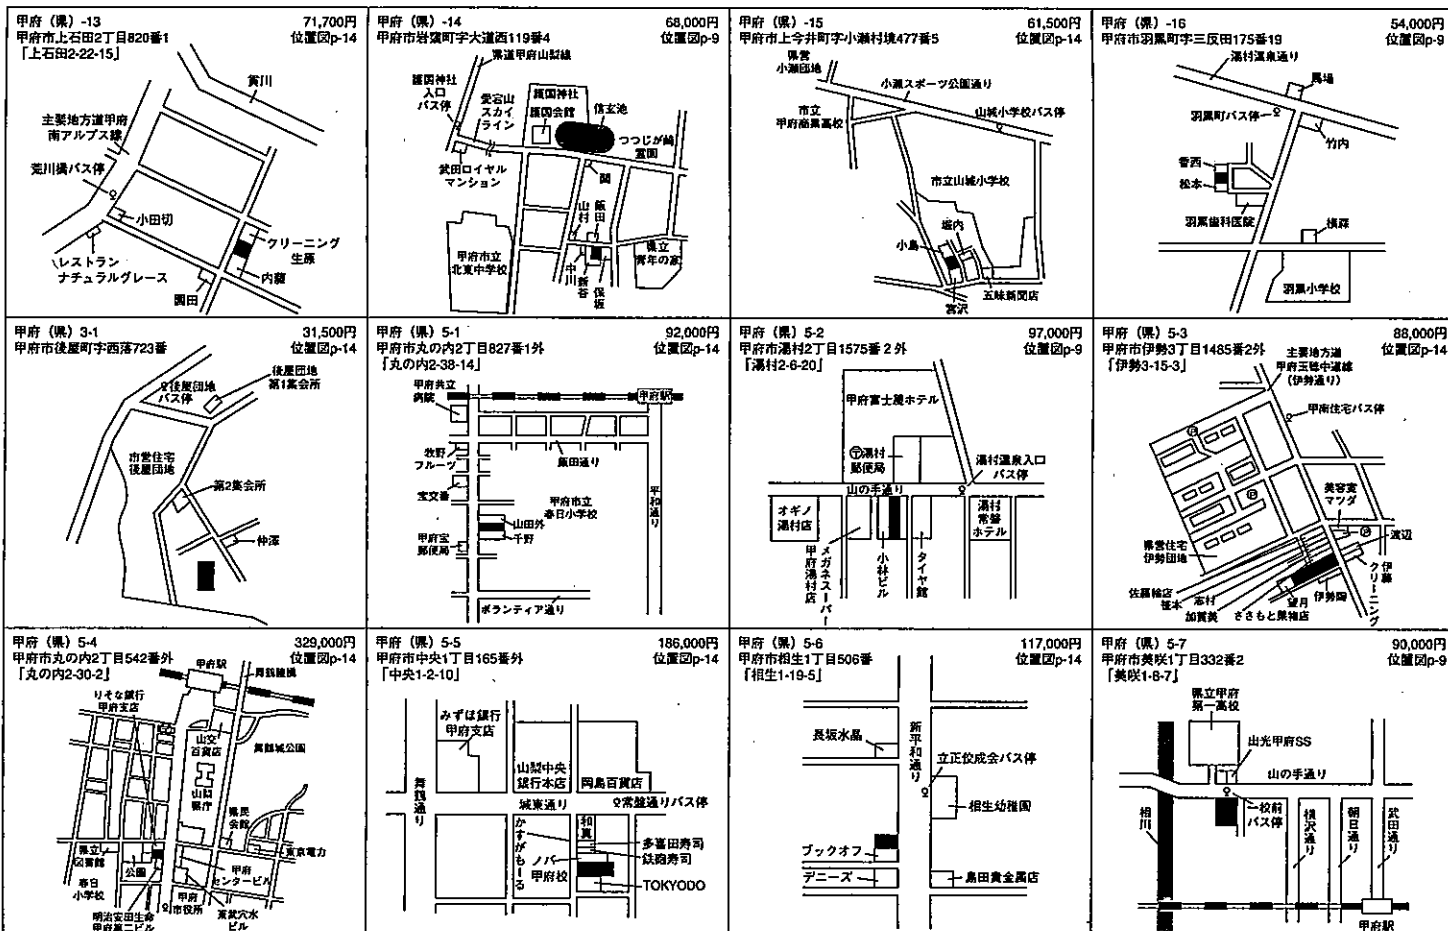 甲府（県）-13
71,700円
甲府市上石田2丁目820番1
位置図p-14
「上石田2-22-15」
貢川
主要地方道甲府
南アルプス線
荒川橋バス停
小田切
クリーニング
生原
内藤
レストラン
ナチュラルグレース
園田
甲府（県）-14
68,000円
甲府市岩窪町字大道西119番4
位置図p-9
県道甲府山梨線
護国神社
入口
バス停
愛宕山
スカイ
ライン
護国神社
護国会館
信玄池
つつじが崎
霊園
武田ロイヤル
マンション
関
山村
飯田
甲府市立
北東中学校
中川
新谷
保坂
県立
青年の家
甲府（県）-15
61,500円
甲府市上今井町字小瀬村境477番5
位置図p-14
県営
小瀬団地
小瀬スポーツ公園通り
市立
甲府商業高校
山城小学校バス停
市立山城小学校
堀内
小島
五味新聞店
宮沢
甲府（県）-16
54,000円
甲府市羽黒町字三反田175番19
位置図p-9
湯村温泉通り
馬場
羽黒町バス停
竹内
香西
松本
羽黒歯科医院
横森
羽黒小学校
甲府（県）3-1
31,500円
甲府市後屋町字西落723番
位置図p-14
後屋団地
バス停
後屋団地
第1集会所
市営住宅
後屋団地
第2集会所
仲澤
甲府（県）5-1
92,000円
甲府市丸の内2丁目827番1外
位置図p-14
「丸の内2-38-14」
甲府共立
病院
甲府駅
牧野
フルーツ
飯田通り
宝交番
甲府市立
春日小学校
平和通り
山田外
千野
甲府宝
郵便局
ボランティア通り
甲府（県）5-2
97,000円
甲府市湯村2丁目1575番2外
位置図p-9
「湯村2-6-20」
甲府富士屋ホテル
〒湯村
郵便局
湯村温泉入口
バス停
山の手通り
オギノ
湯村店
メガネスーパー
甲府湯村店
小林ビル
タイヤ館
湯村
常磐
ホテル
甲府（県）5-3
88,000円
甲府市伊勢3丁目1485番2外
位置図p-14
「伊勢3-15-3」
主要地方道
甲府玉穂中道線
（伊勢通り）
甲府住宅バス停
P
P
美容室
マツダ
P
渡辺
県営住宅
伊勢団地
伊藤
クリーニング
佐藤桧店
笹本
志村
加賀美
望月
伊勢陶
ささもと果物店
甲府（県）5-4
329,000円
甲府市丸の内2丁目542番外
位置図p-14
「丸の内2-30-2」
甲府駅
舞鶴陸橋
りそな銀行
甲府支店
山交
百貨店
舞鶴城公園
山梨
県庁
県民
会館
県立
図書館
公園
東京電力
春日
小学校
甲府
センタービル
甲府
市役所
明治安田生命
甲府第二ビル
東武穴水
ビル
甲府（県）5-5
186,000円
甲府市中央1丁目165番外
位置図p-14
「中央1-2-10」
みずほ銀行
甲府支店
舞鶴通り
山梨中央
銀行本店
岡島百貨店
城東通り
常盤通りバス停
かすがもーる
和真
多喜田寿司
鉄砲寿司
ノバ
甲府校
TOKYODO
甲府（県）5-6
117,000円
甲府市相生1丁目506番
位置図p-14
「相生1-19-5」
長坂水晶
新平和通り
立正佼成会バス停
相生幼稚園
ブックオフ
デニーズ
島田貴金属店
甲府（県）5-7
90,000円
甲府市美咲1丁目332番2
位置図p-9
「美咲1-6-7」
県立甲府
第一高校
出光甲府SS
山の手通り
校前
バス停
相川
横沢通り
朝日通り
武田通り
甲府駅